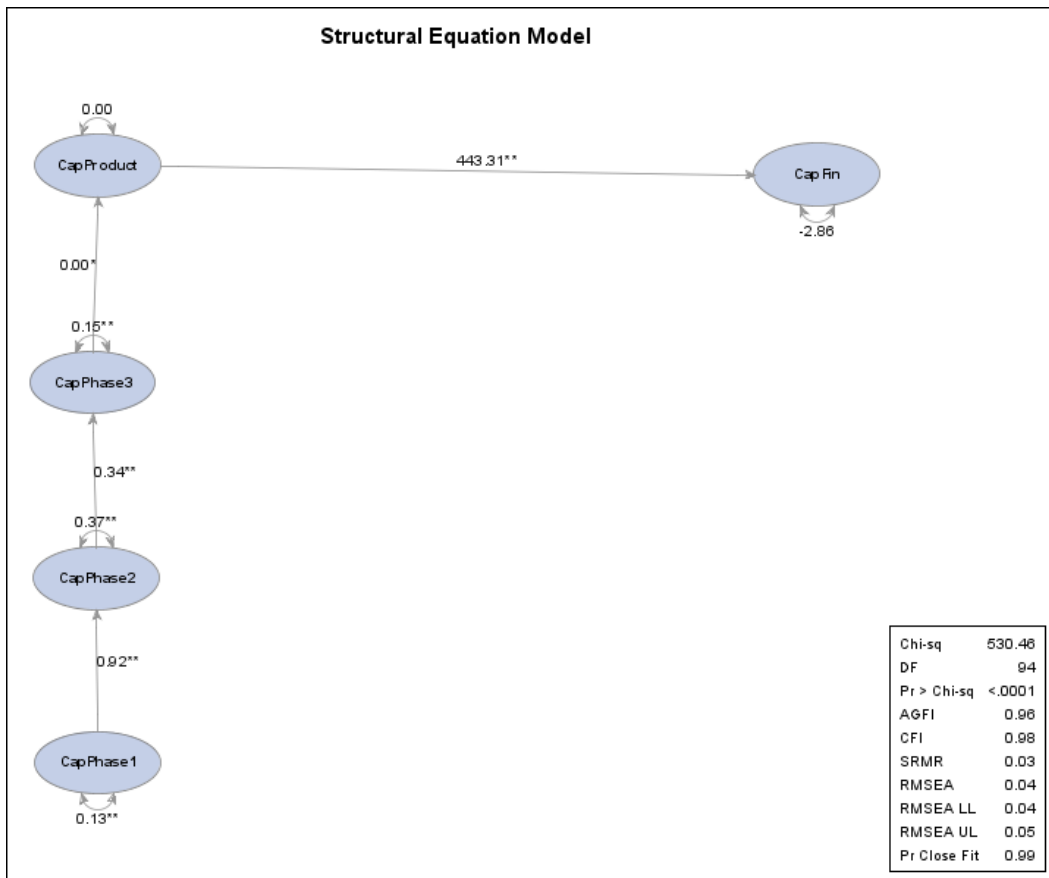 Structural Equation Model
0.00
CapProduct
443.31**
CapFin
-2.86
0.00*
0.15**
CapPhase3
0.34**
0.37**
CapPhase2
0.92**
CapPhase1
0.13**
Chi-sq 530.46
DF 94
Pr > Chi-sq <.0001
AGFI 0.96
CFI 0.98
SRMR 0.03
RMSEA 0.04
RMSEA LL 0.04
RMSEA UL 0.05
Pr Close Fit 0.99